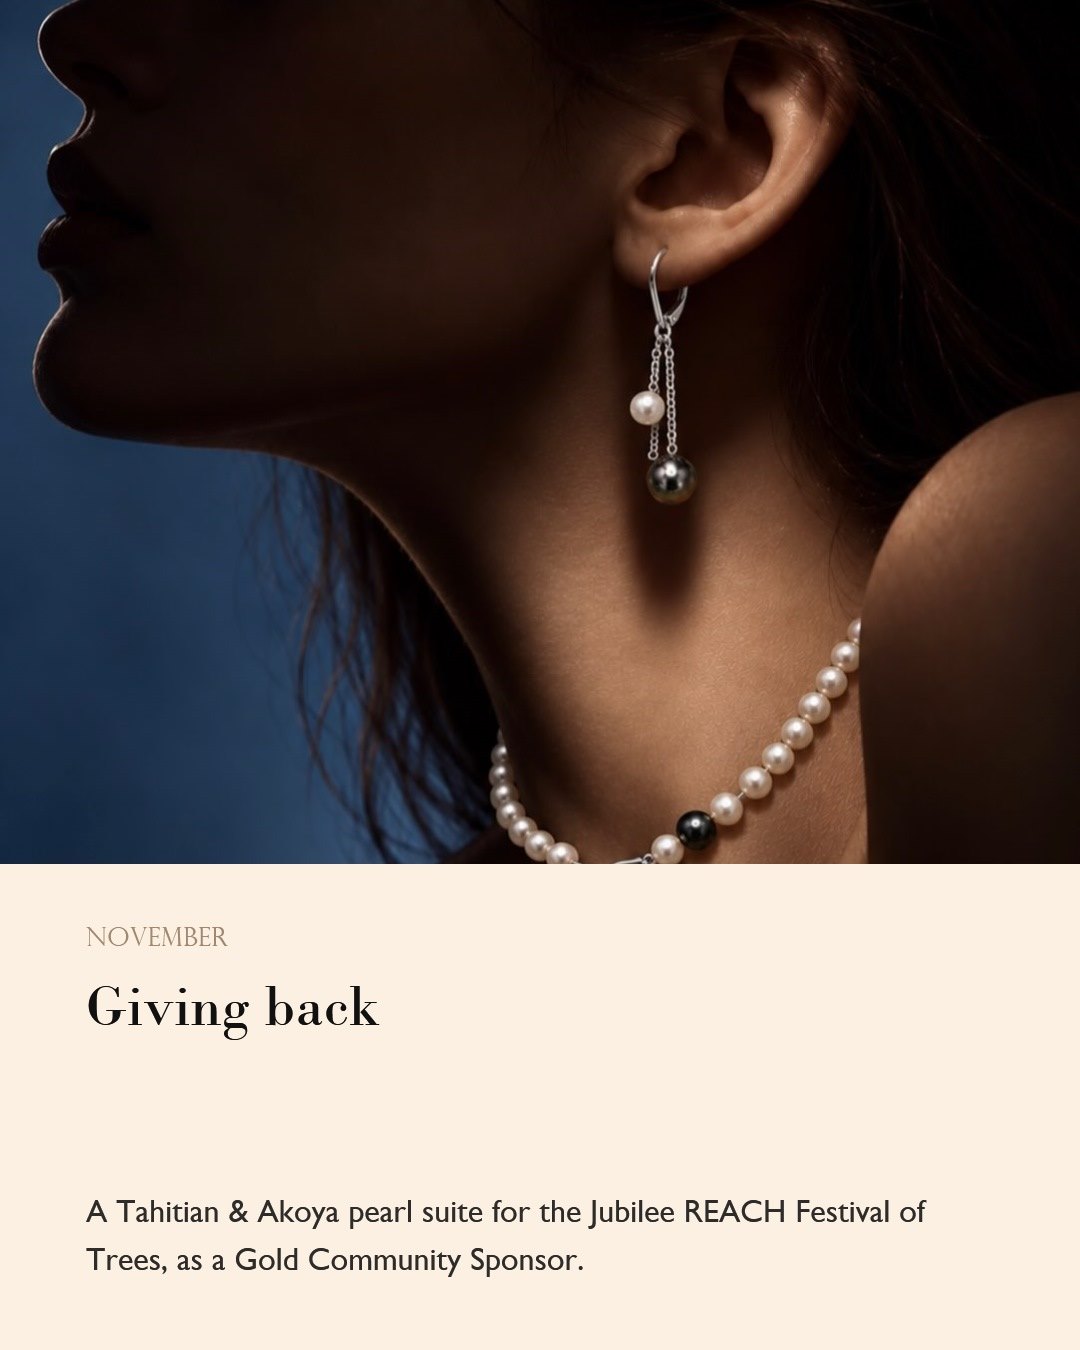 NOVEMBER
Giving back
A Tahitian & Akoya pearl suite for the Jubilee REACH Festival of
Trees, as a Gold Community Sponsor.